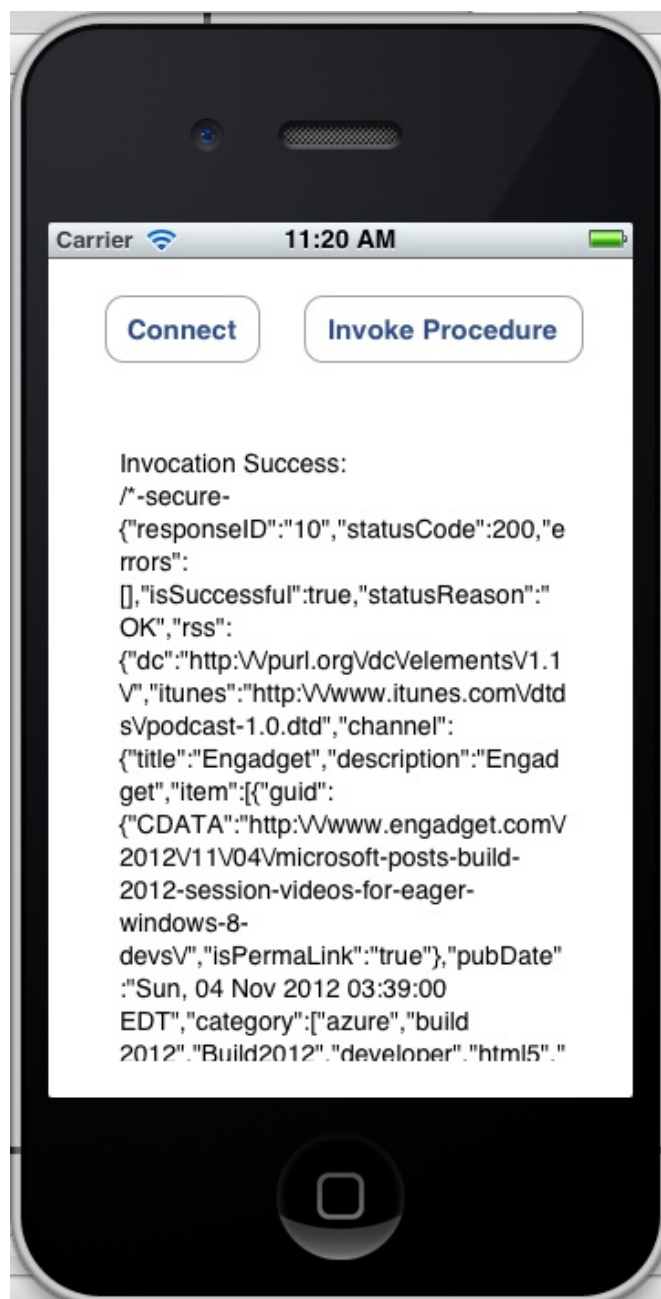 Carrier 11:20 AM
Connect Invoke Procedure
Invocation Success:
/*-secure-
{"responseID":"10","statusCode":200,"e
rrors":
[],"isSuccessful":true,"statusReason":"
OK","rss":
{"dc":"http:\/\/purl.org\/dc\/elements\/1.1
\/","itunes":"http:\/\/www.itunes.com\/dtd
s\/podcast-1.0.dtd","channel":
{"title":"Engadget","description":"Engad
get","item":[{"guid":
{"CDATA":"http:\/\/www.engadget.com\/
2012\/11\/04\/microsoft-posts-build-
2012-session-videos-for-eager-
windows-8-
devs\/","isPermaLink":"true"},"pubDate"
:"Sun, 04 Nov 2012 03:39:00
EDT","category":["azure","build
2012","Build2012","developer","html5","